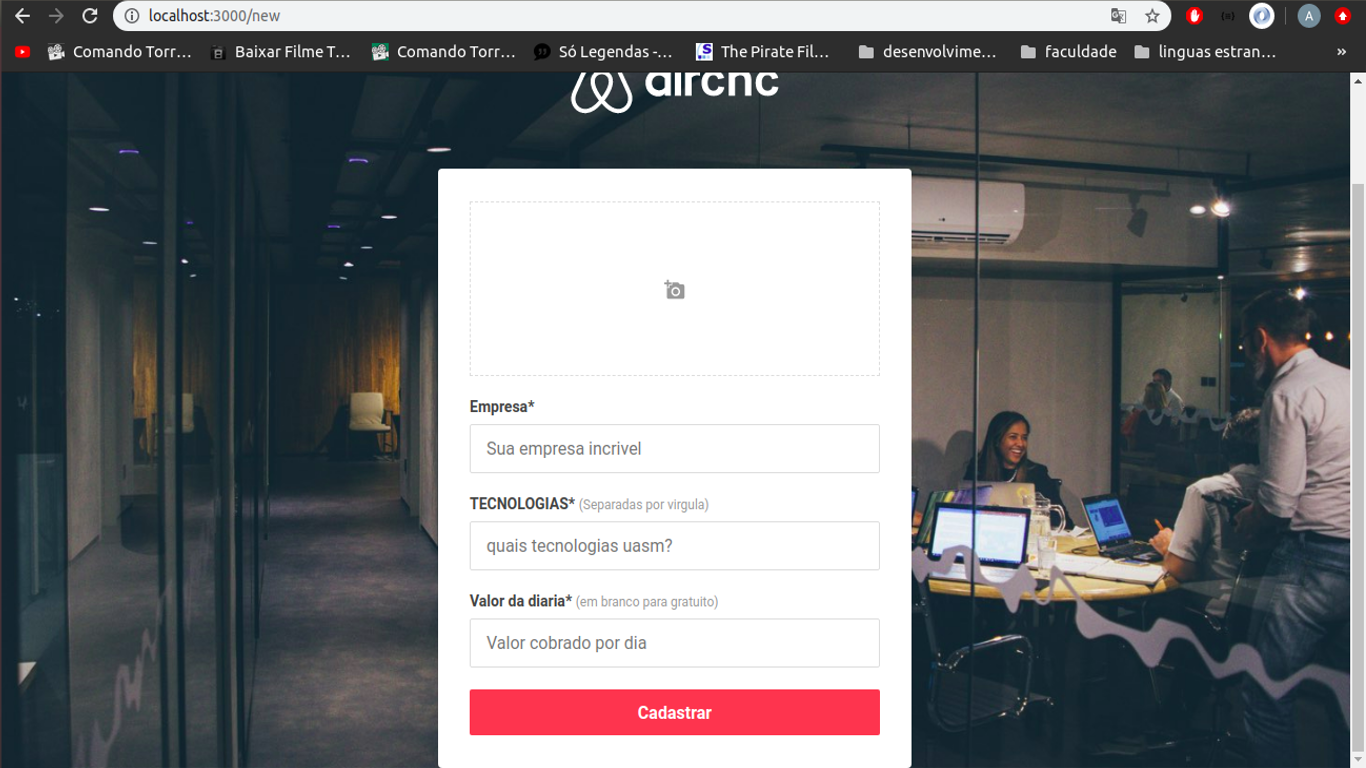 localhost:3000/new
A
Comando Torr...
Baixar Filme T...
Comando Torr...
Só Legendas -...
The Pirate Fil...
desenvolvime...
faculdade
linguas estran...
»
aircnc
Empresa*
Sua empresa incrivel
TECNOLOGIAS* (Separadas por virgula)
quais tecnologias uasm?
Valor da diaria* (em branco para gratuito)
Valor cobrado por dia
Cadastrar